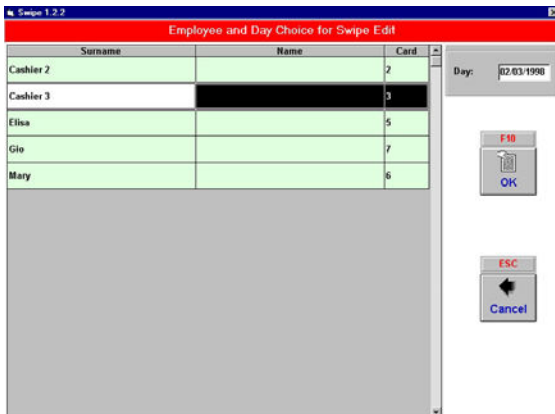 Swipe 1.2.2
Employee and Day Choice for Swipe Edit
Surname Name Card
Cashier 2 2
Cashier 3 3
Elisa 5
Gio 7
Mary 6
Day: 02/03/1998
F10
OK
ESC
Cancel